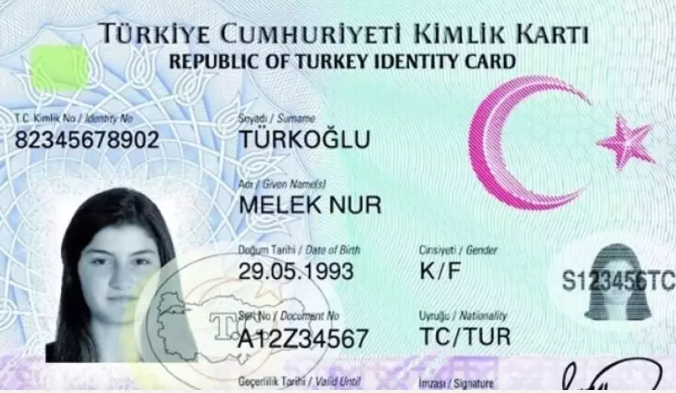 TÜRKİYE CUMHURİYETİ KİMLİK KARTI
REPUBLIC OF TURKEY IDENTITY CARD
T.C. Kimlik No / Identity No
82345678902
Soyadı / Surname
TÜRKOĞLU
Adı / Given Name(s)
MELEK NUR
Doğum Tarihi / Date of Birth
29.05.1993
Cinsiyeti / Gender
K/F
S123456TC
Seri No / Document No
A12Z34567
Uyruğu / Nationality
TC/TUR
T.C.
Geçerlilik Tarihi / Valid Until
İmzası / Signature